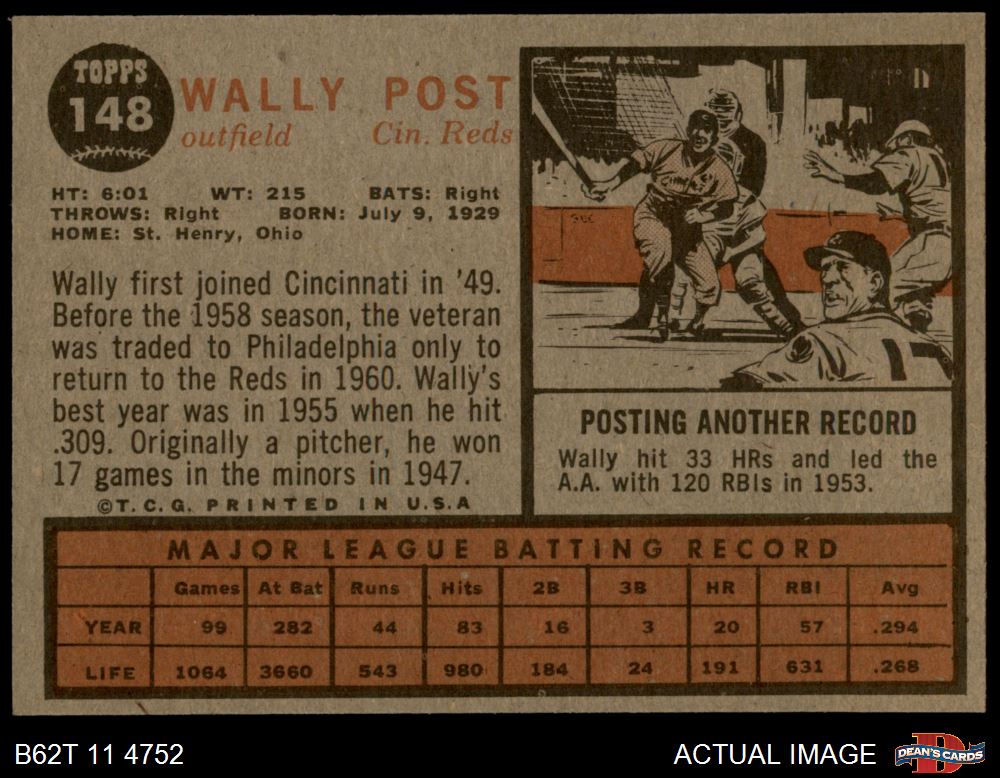 TOPPS
148
WALLY POST
outfield Cin. Reds
HT: 6:01 WT: 215 BATS: Right
THROWS: Right BORN: July 9, 1929
HOME: St. Henry, Ohio
Wally first joined Cincinnati in '49.
Before the 1958 season, the veteran
was traded to Philadelphia only to
return to the Reds in 1960. Wally's
best year was in 1955 when he hit
.309. Originally a pitcher, he won
17 games in the minors in 1947.
©T.C.G. PRINTED IN U.S.A
17
POSTING ANOTHER RECORD
Wally hit 33 HRs and led the
A.A. with 120 RBIs in 1953.
MAJOR LEAGUE BATTING RECORD
Games At Bat Runs Hits 2B 3B HR RBI Avg
YEAR 99 282 44 83 16 3 20 57 .294
LIFE 1064 3660 543 980 184 24 191 631 .268
B62T 11 4752 ACTUAL IMAGE
DEAN'S CARDS